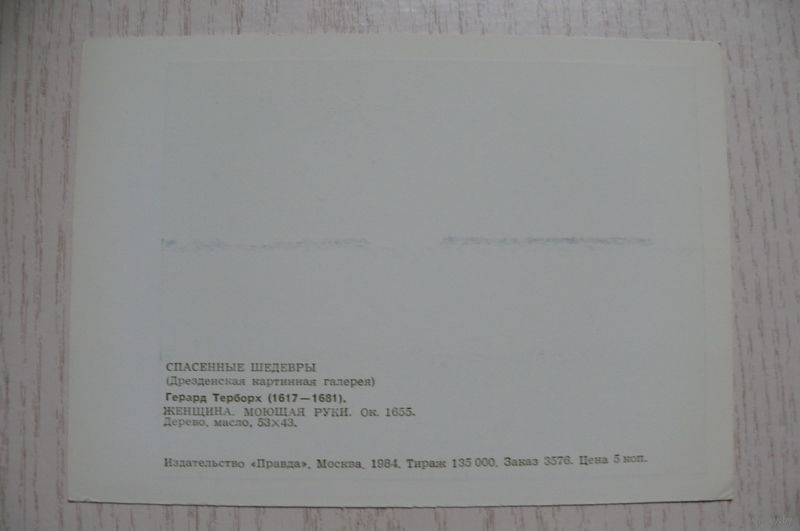 СПАСЕННЫЕ ШЕДЕВРЫ
(Дрезденская картинная галерея)
Герард Терборх (1617—1681).
ЖЕНЩИНА, МОЮЩАЯ РУКИ. Ок. 1655.
Дерево, масло, 53×43.
Издательство «Правда», Москва, 1984. Тираж 135 000. Заказ 3576. Цена 5 коп.